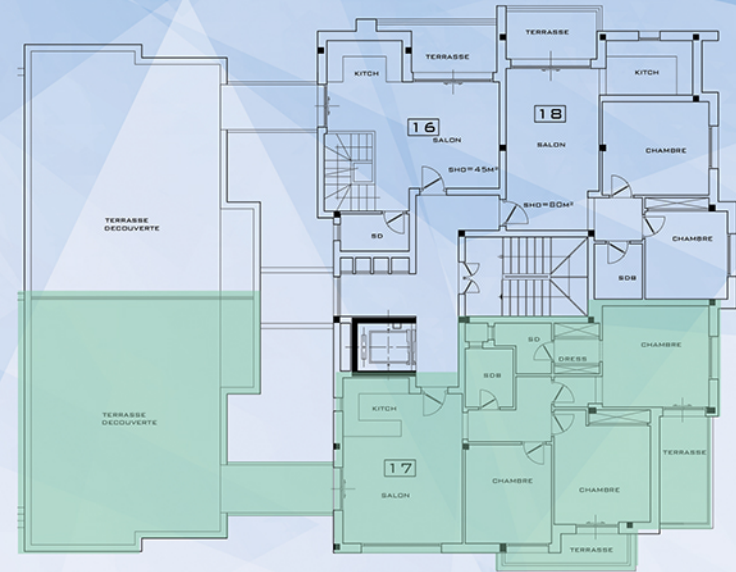 TERRASSE
TERRASSE
KITCH
KITCH
16
18
SALON
SALON
CHAMBRE
SHO=45M²
SHO=80M²
TERRASSE
DECOUVERTE
SD
CHAMBRE
SDB
SD
CHAMBRE
DRESS
SDB
KITCH
TERRASSE
DECOUVERTE
TERRASSE
17
CHAMBRE
CHAMBRE
SALON
TERRASSE